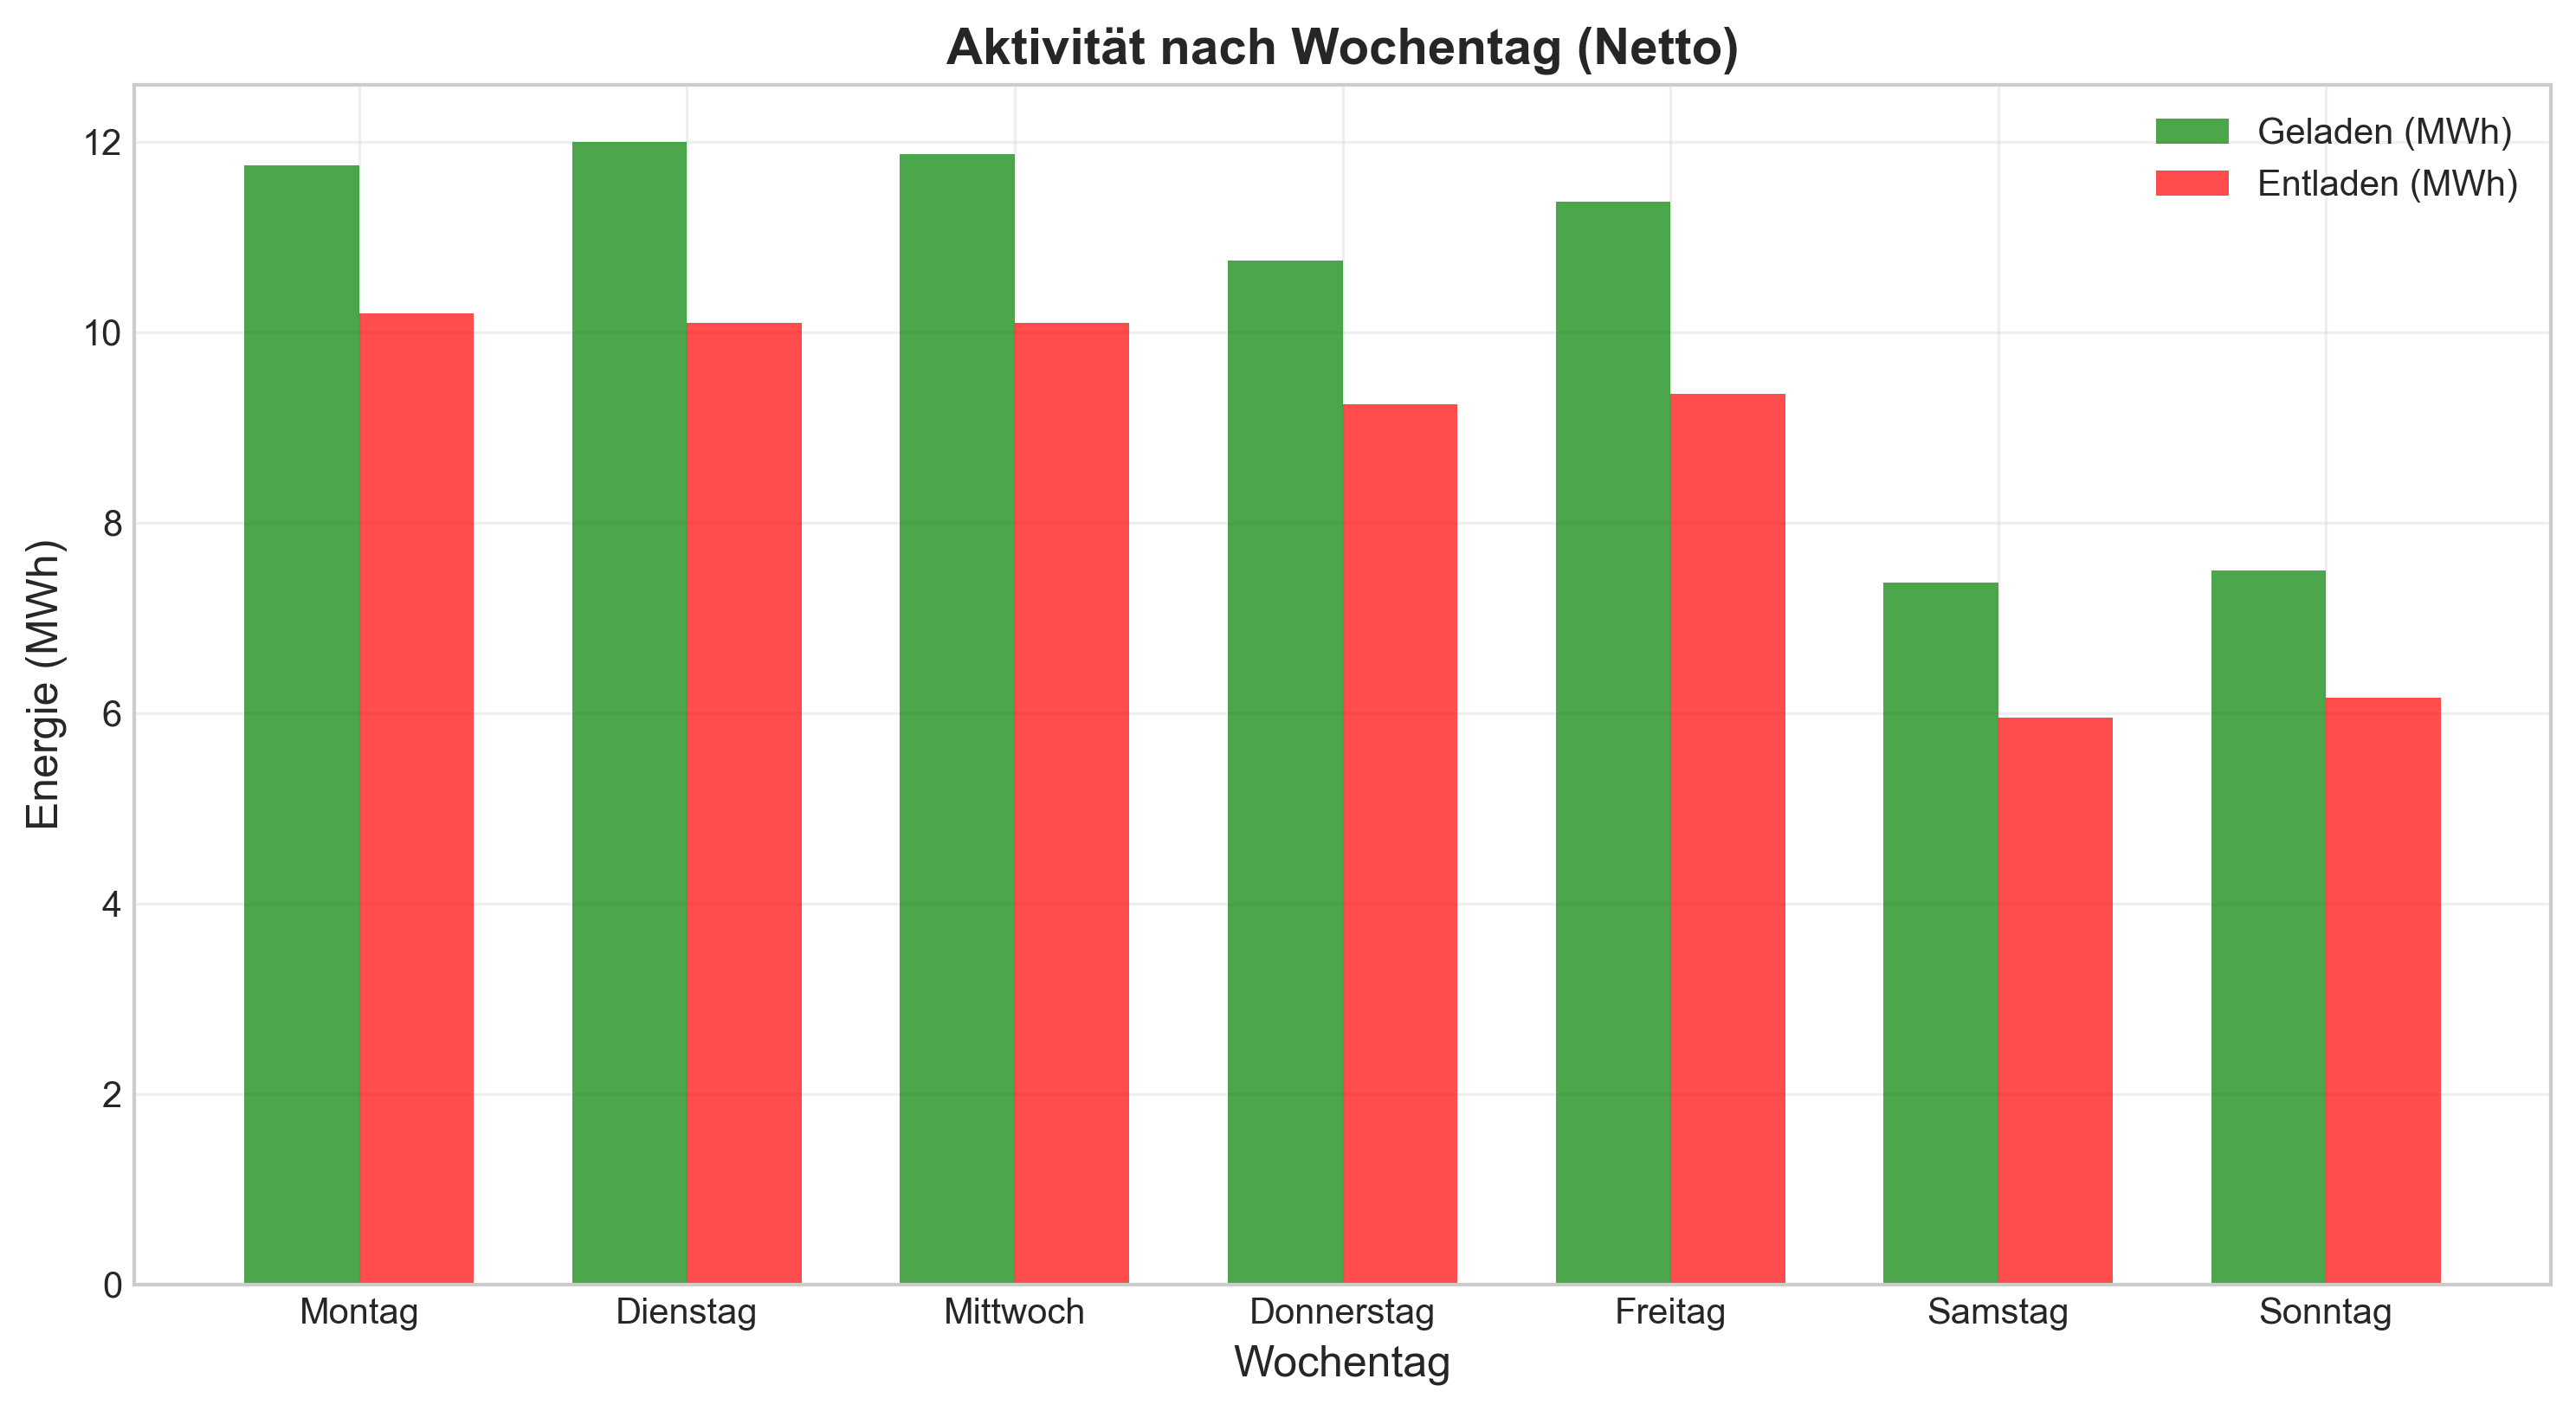 Aktivität nach Wochentag (Netto)
Geladen (MWh)
Entladen (MWh)
Energie (MWh)
12
10
8
6
4
2
0
Montag Dienstag Mittwoch Donnerstag Freitag Samstag Sonntag
Wochentag